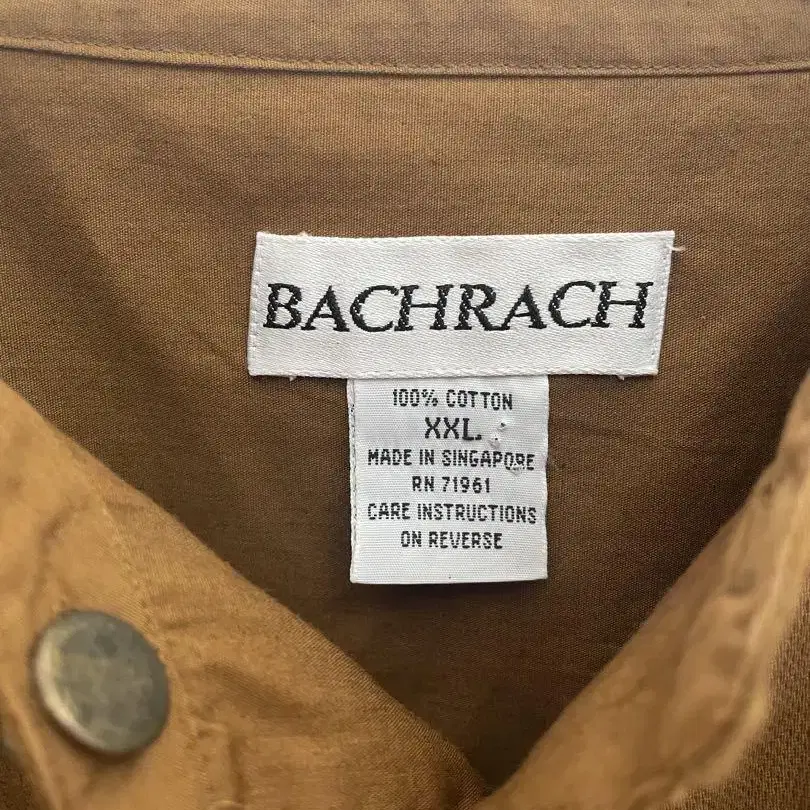 BACHRACH
100% COTTON
XXL.
MADE IN SINGAPORE
RN 71961
CARE INSTRUCTIONS
ON REVERSE